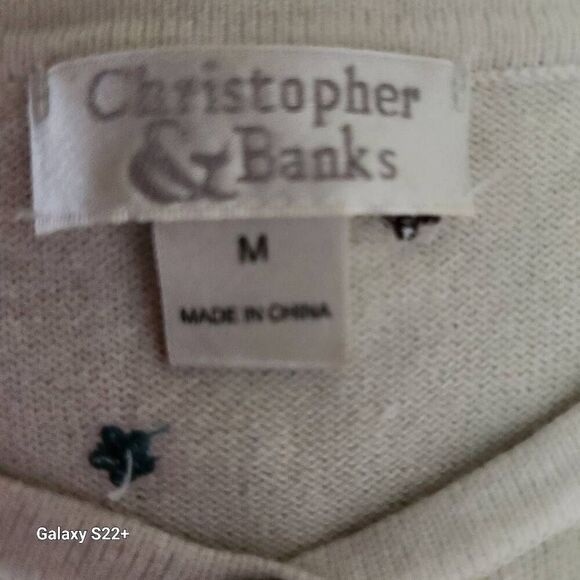 Christopher
& Banks
M
MADE IN CHINA
Galaxy S22+